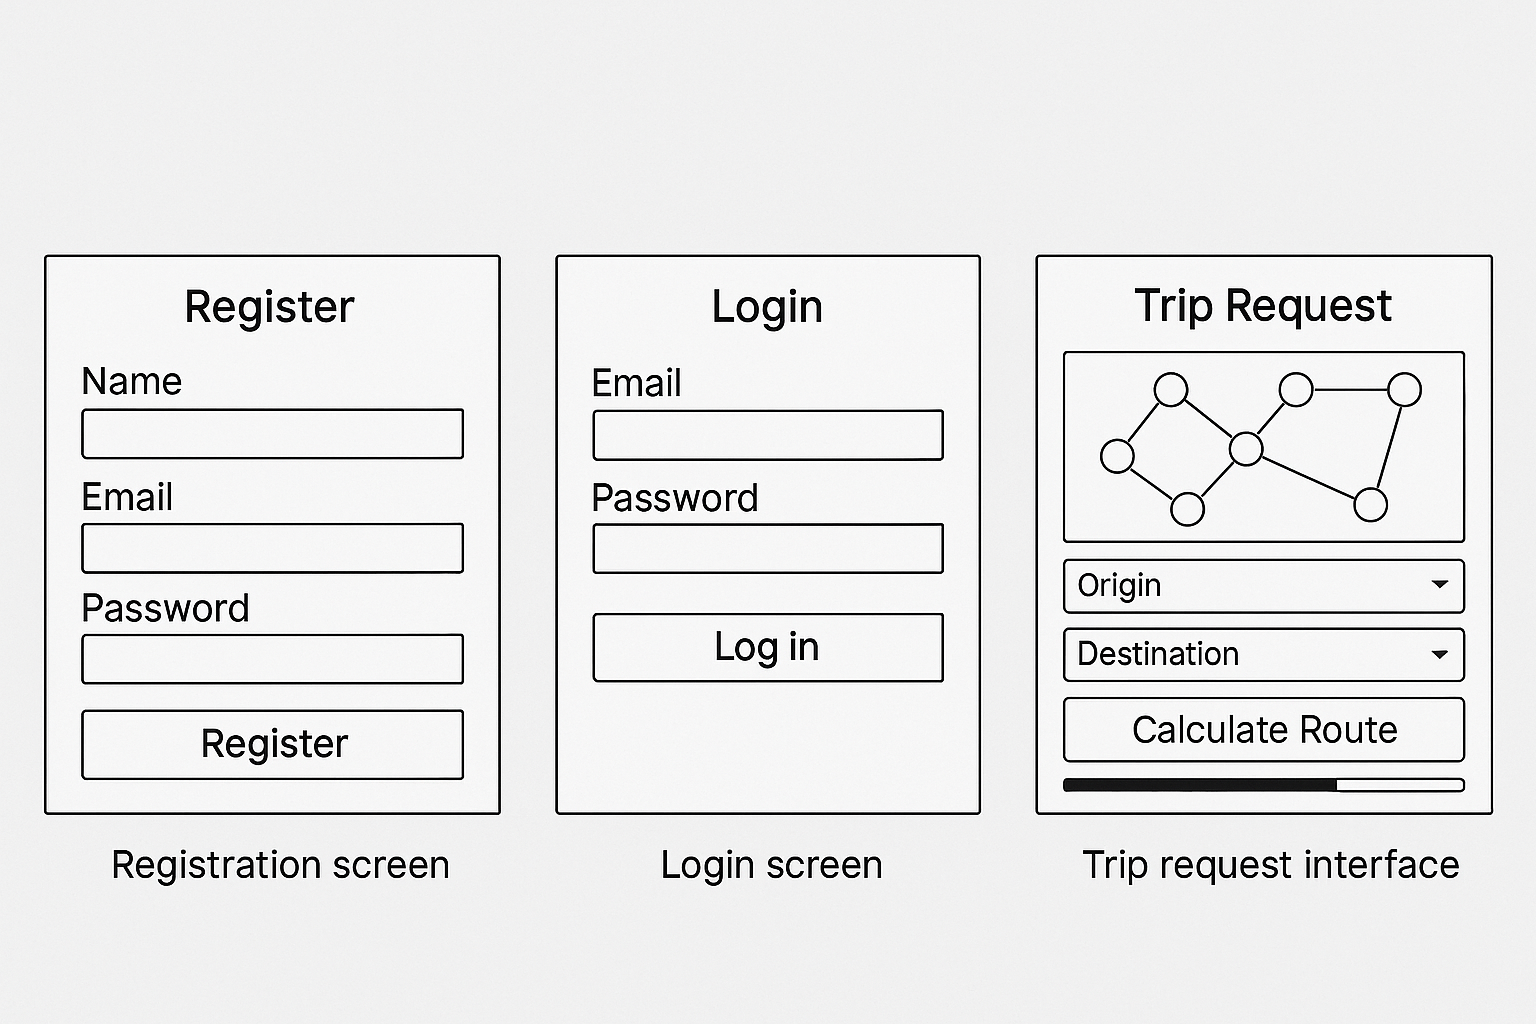 Register
Name
Email
Password
Register
Registration screen
Login
Email
Password
Log in
Login screen
Trip Request
Origin
Destination
Calculate Route
Trip request interface